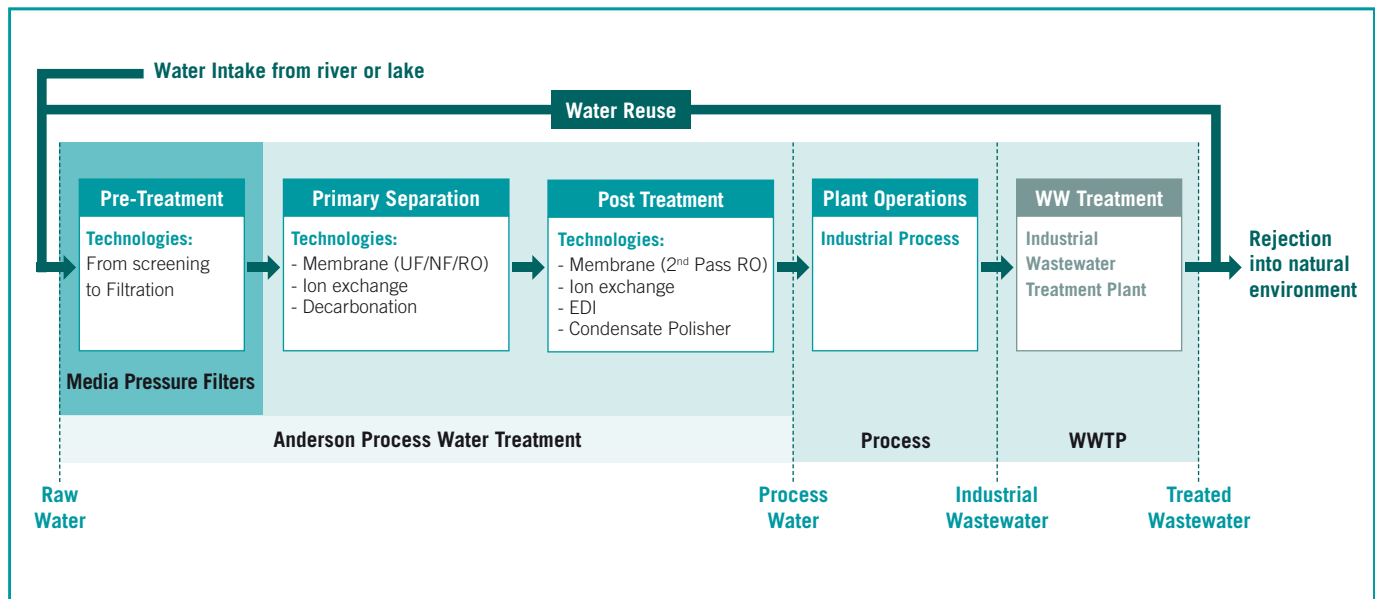 Water Intake from river or lake
Water Reuse
Pre-Treatment
Technologies:
From screening
to Filtration
Media Pressure Filters
Primary Separation
Technologies:
- Membrane (UF/NF/RO)
- Ion exchange
- Decarbonation
Post Treatment
Technologies:
- Membrane (2nd Pass RO)
- Ion exchange
- EDI
- Condensate Polisher
Plant Operations
Industrial Process
WW Treatment
Industrial
Wastewater
Treatment Plant
Rejection
into natural
environment
Anderson Process Water Treatment
Process
WWTP
Raw
Water
Process
Water
Industrial
Wastewater
Treated
Wastewater